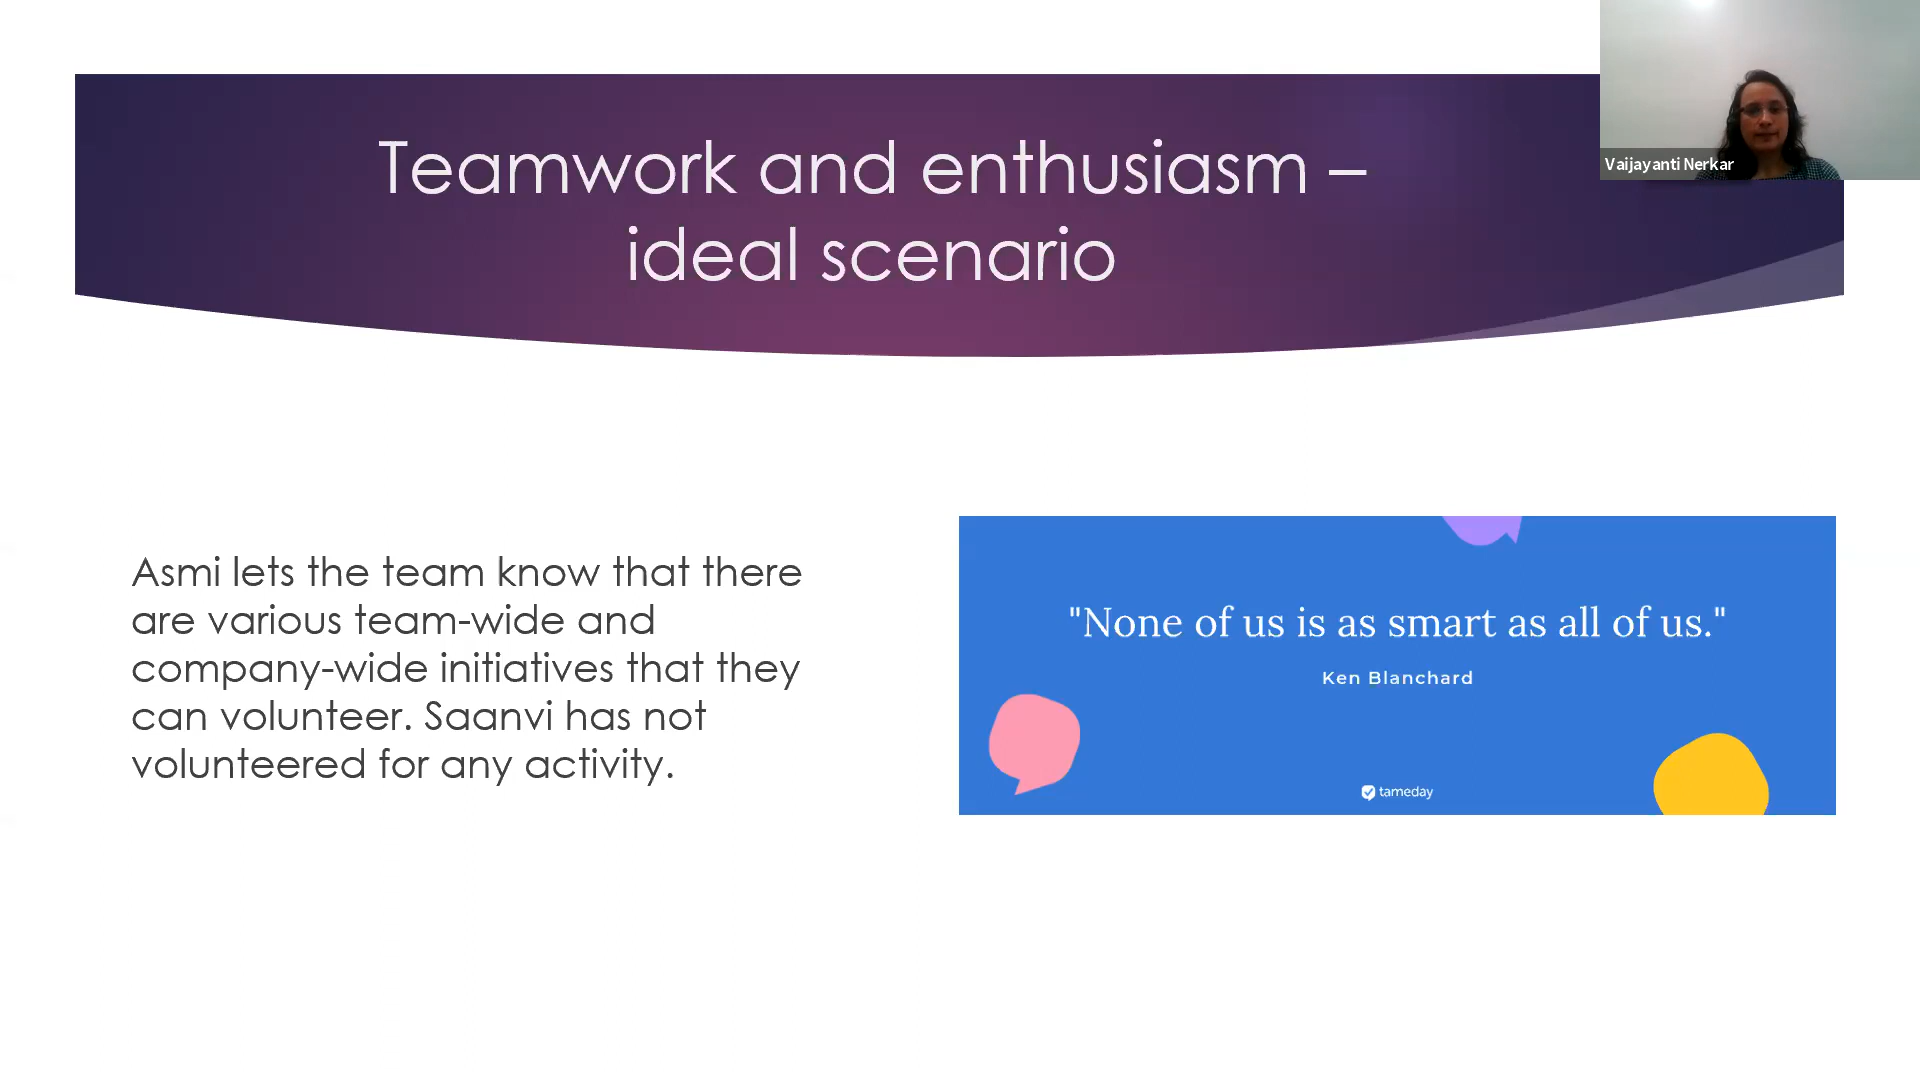 Teamwork and enthusiasm –
ideal scenario
Vaijayanti Nerkar
Asmi lets the team know that there
are various team-wide and
company-wide initiatives that they
can volunteer. Saanvi has not
volunteered for any activity.
"None of us is as smart as all of us."
Ken Blanchard
tameday